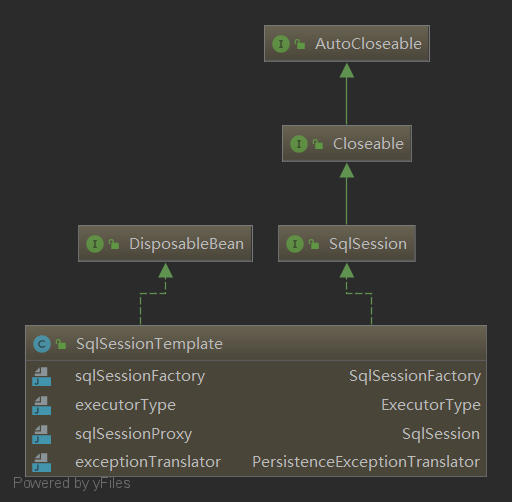 I AutoCloseable
I Closeable
I DisposableBean
I SqlSession
C SqlSessionTemplate
J sqlSessionFactory SqlSessionFactory
J executorType ExecutorType
J sqlSessionProxy SqlSession
J exceptionTranslator PersistenceExceptionTranslator
Powered by yFiles